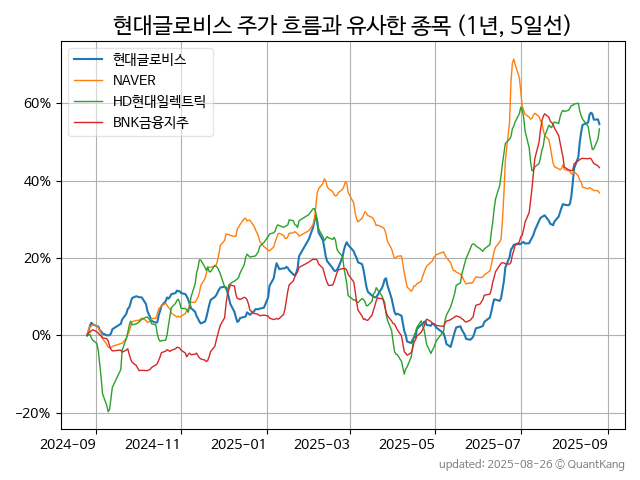 현대글로비스 주가 흐름과 유사한 종목 (1년, 5일선)
현대글로비스
NAVER
HD현대일렉트릭
BNK금융지주
60%
40%
20%
0%
−20%
2024-09 2024-11 2025-01 2025-03 2025-05 2025-07 2025-09
updated: 2025-08-26 © QuantKang